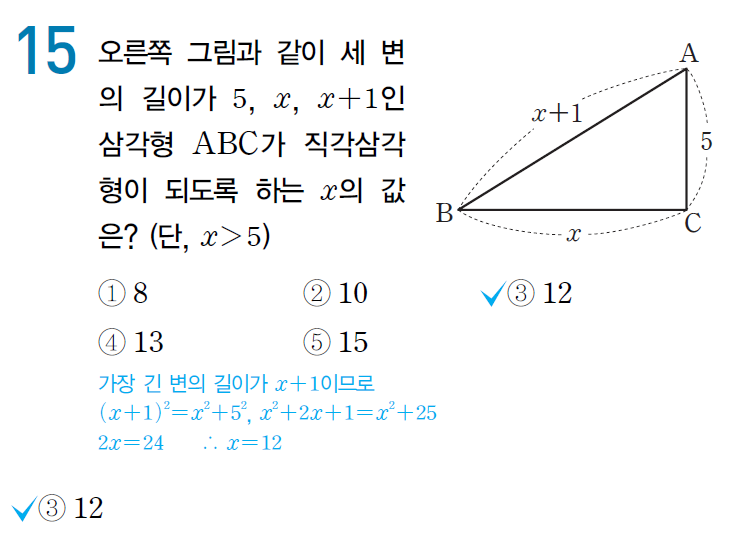 15 오른쪽 그림과 같이 세 변
의 길이가 5, x, x+1인
삼각형 ABC가 직각삼각
형이 되도록 하는 x의 값
은? (단, x>5)
A
x+1
5
B
C
x
① 8 ② 10 ✓③ 12
④ 13 ⑤ 15
가장 긴 변의 길이가 x+1이므로
(x+1)²=x²+5², x²+2x+1=x²+25
2x=24 ∴ x=12
✓③ 12